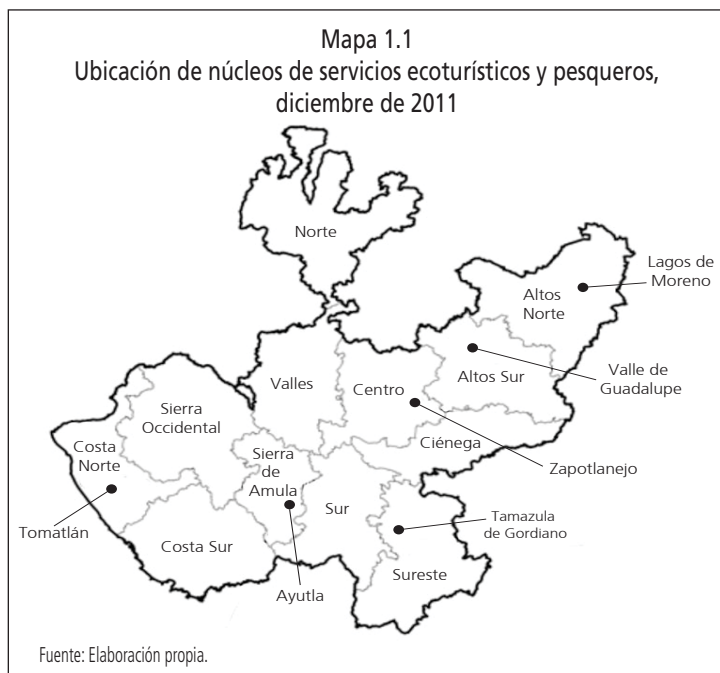 Mapa 1.1
Ubicación de núcleos de servicios ecoturísticos y pesqueros,
diciembre de 2011
Norte
Lagos de
Moreno
Altos
Norte
Valle de
Guadalupe
Altos Sur
Valles
Centro
Sierra
Occidental
Ciénega
Zapotlanejo
Costa
Norte
Sierra
de
Amula
Sur
Tomatlán
Tamazula
de Gordiano
Costa Sur
Sureste
Ayutla
Fuente: Elaboración propia.